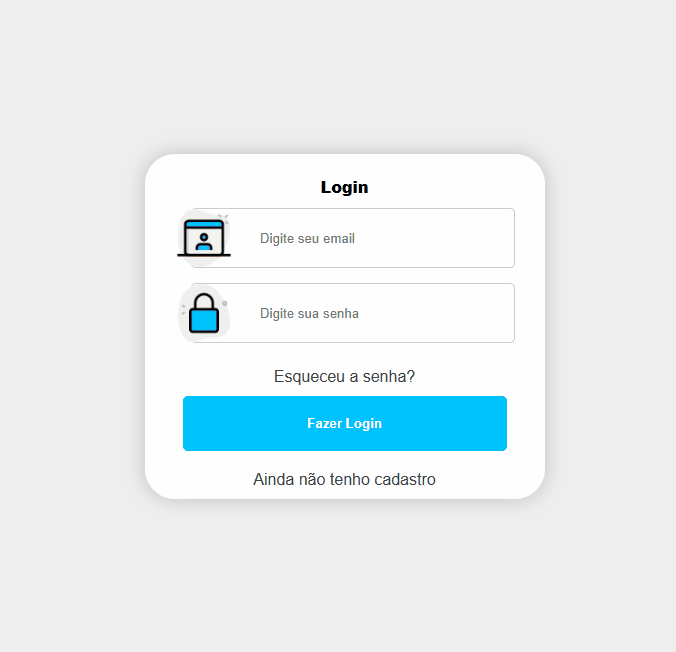 Login
Digite seu email
Digite sua senha
Esqueceu a senha?
Fazer Login
Ainda não tenho cadastro